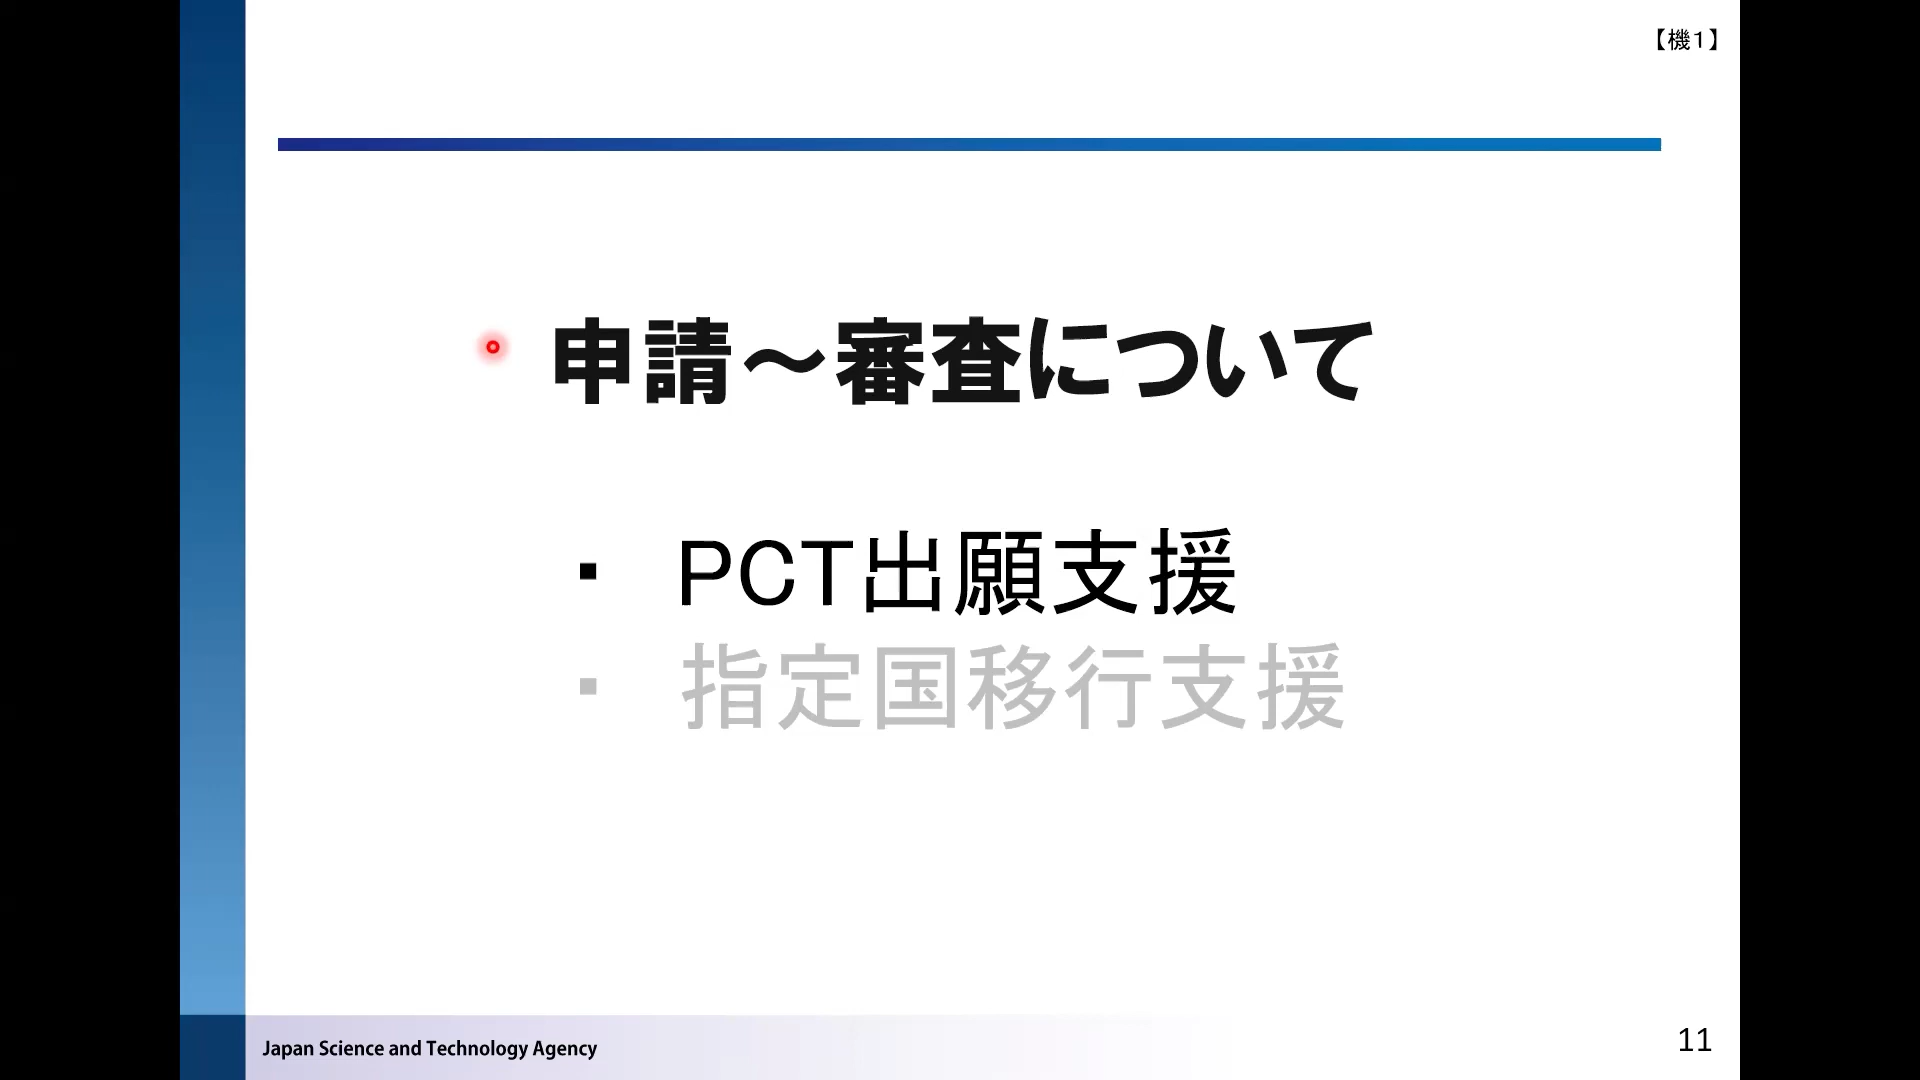 【機１】
申請～審査について
▪ PCT出願支援
▪ 指定国移行支援
Japan Science and Technology Agency
11